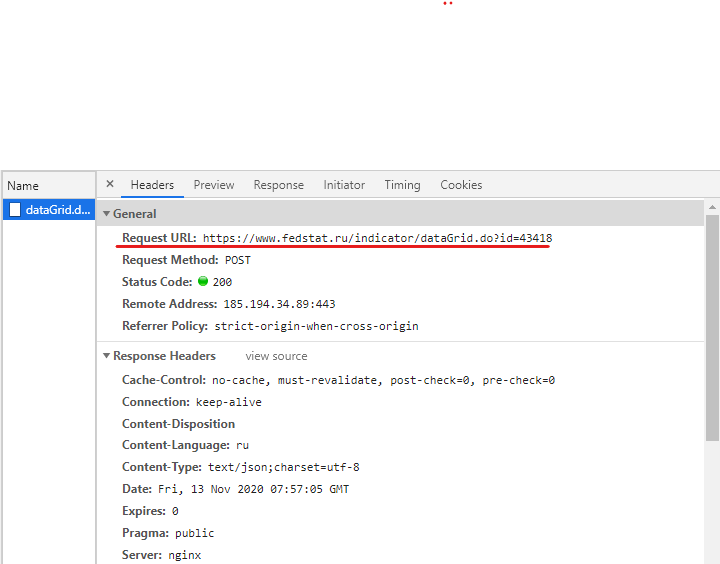 Name
× Headers Preview Response Initiator Timing Cookies
dataGrid.d...
General
Request URL: https://www.fedstat.ru/indicator/dataGrid.do?id=43418
Request Method: POST
Status Code: 200
Remote Address: 185.194.34.89:443
Referrer Policy: strict-origin-when-cross-origin
Response Headers view source
Cache-Control: no-cache, must-revalidate, post-check=0, pre-check=0
Connection: keep-alive
Content-Disposition
Content-Language: ru
Content-Type: text/json;charset=utf-8
Date: Fri, 13 Nov 2020 07:57:05 GMT
Expires: 0
Pragma: public
Server: nginx